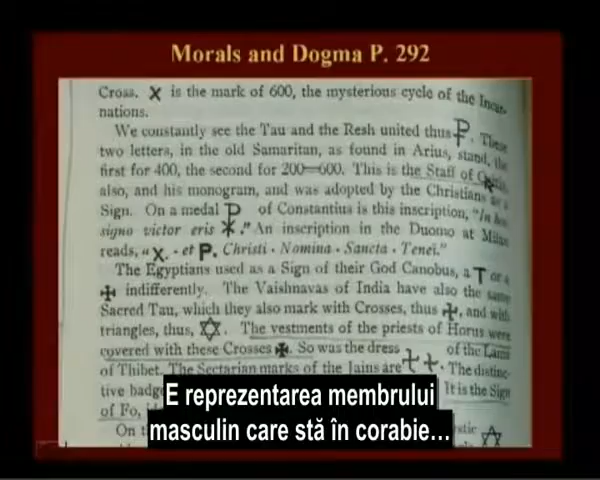 Morals and Dogma P. 292
Cross. X is the mark of 600, the mysterious cycle of the Incar-
nations.
We constantly see the Tau and the Resh united thus ⳨. These
two letters, in the old Samaritan, as found in Arius, stand, the
first for 400, the second for 200=600. This is the Staff of
also, and his monogram, and was adopted by the Christians as a
Sign. On a medal of Constantius is this inscription, "In hoc
signo victor eris ." An inscription in the Duomo at Milan
reads, "X. - et P. Christi · Nomina · Sancta · Tenei."
The Egyptians used as a Sign of their God Canobus, a T or a
✠ indifferently. The Vaishnavas of India have also the same
Sacred Tau, which they also mark with Crosses, thus , and with
triangles, thus, ✡. The vestments of the priests of Horus were
covered with these Crosses ✠. So was the dress of the Lama
of Thibet. The Sectarian marks of the Jains are . The distinc-
tive badge It is the Sign
of Fo,
On
E reprezentarea membrului
masculin care stă în corabie...